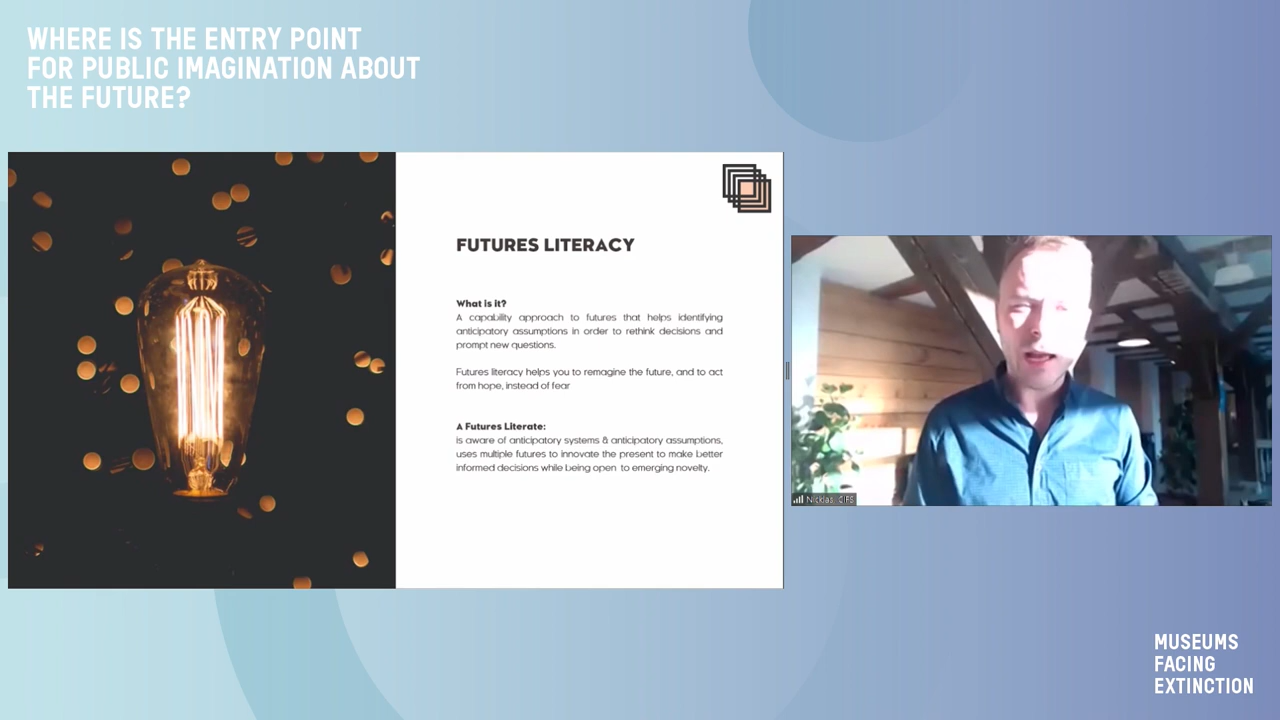 WHERE IS THE ENTRY POINT
FOR PUBLIC IMAGINATION ABOUT
THE FUTURE?
FUTURES LITERACY
What is it?
A capability approach to futures that helps identifying
anticipatory assumptions in order to rethink decisions and
prompt new questions.
Futures literacy helps you to remagine the future, and to act
from hope, instead of fear
A Futures Literate:
is aware of anticipatory systems & anticipatory assumptions,
uses multiple futures to innovate the present to make better
informed decisions while being open to emerging novelty.
Nicklas, CIFS
MUSEUMS
FACING
EXTINCTION